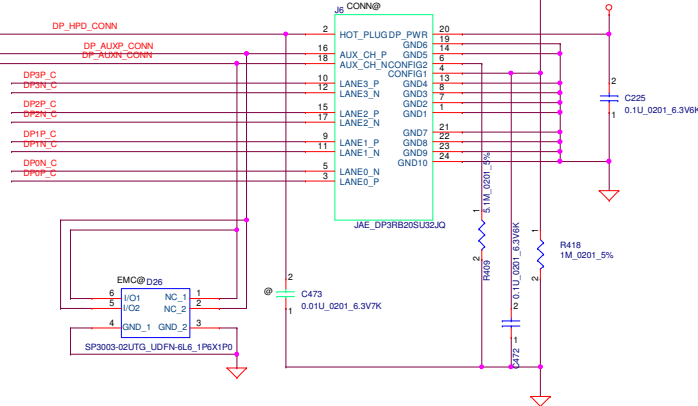 CONN@
J6
DP_HPD_CONN
2 HOT_PLUG DP_PWR 20
GND6 19
DP_AUXP_CONN 16 AUX_CH_P GND5 14
DP_AUXN_CONN 18 AUX_CH_N CONFIG2 6
CONFIG1 4
DP3P_C 10 LANE3_P GND4 13
DP3N_C 12 LANE3_N GND3 8
GND2 7
DP2P_C 15 LANE2_P GND1 1
DP2N_C 17 LANE2_N
GND7 21
DP1P_C 9 LANE1_P GND8 22
DP1N_C 11 LANE1_N GND9 23
GND10 24
DP0N_C 5 LANE0_N
DP0P_C 3 LANE0_P
JAE_DP3RB20SU32JQ
2
C225
0.1U_0201_6.3V6K
1
1
5.1M_0201_5%
2
R409
0.1U_0201_6.3V6K
2
1
C472
1
R418
1M_0201_5%
2
EMC@ D26
6 I/O1 NC_1 1
5 I/O2 NC_2 2
4 GND_1 GND_2 3
SP3003-02UTG_UDFN-6L6_1P6X1P0
2
@ C473
0.01U_0201_6.3V7K
1